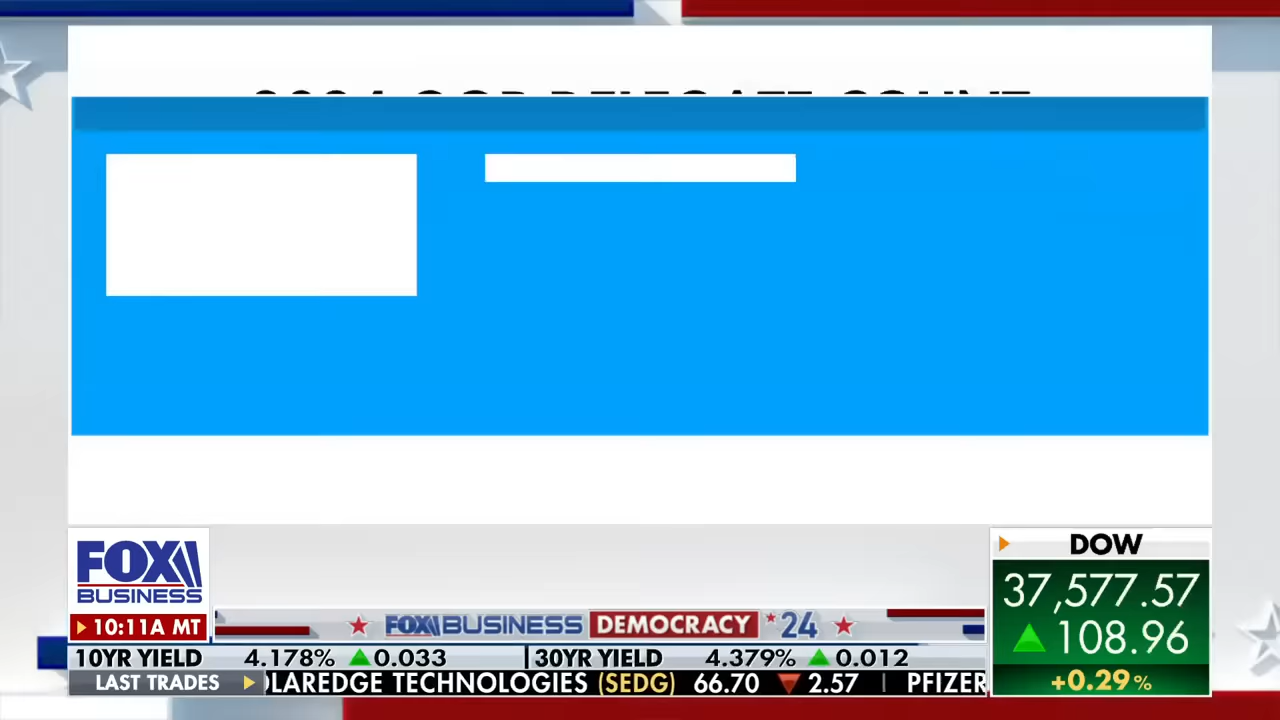 FOX
BUSINESS
10:11A MT
FOX BUSINESS DEMOCRACY *24
DOW
37,577.57
108.96
+0.29%
10YR YIELD 4.178% 0.033 30YR YIELD 4.379% 0.012
LAST TRADES LAREDGE TECHNOLOGIES (SEDG) 66.70 2.57 PFIZER